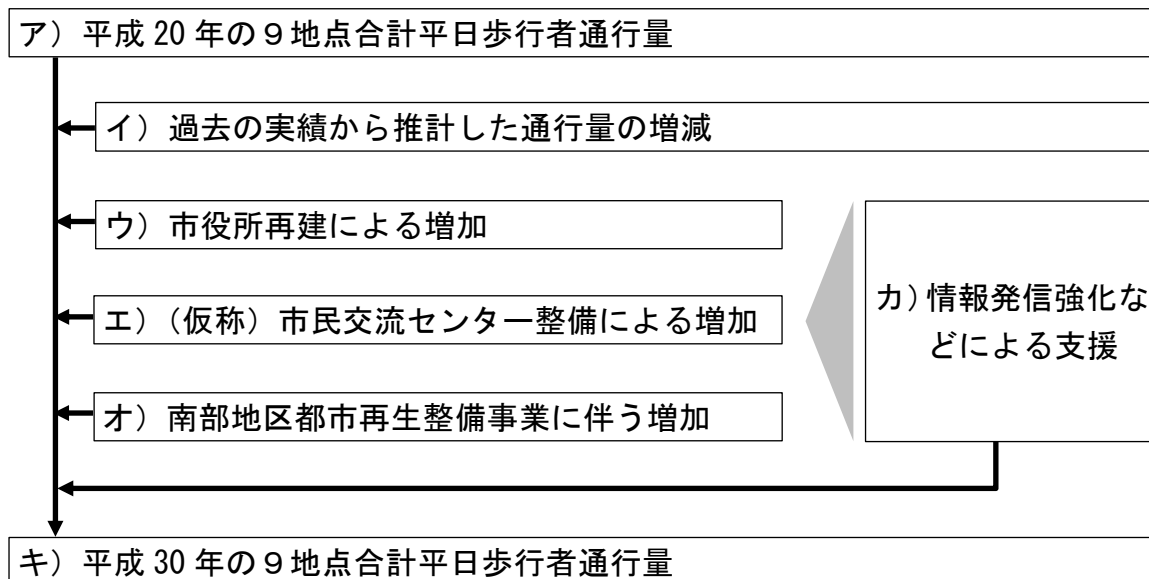 ア）平成 20 年の９地点合計平日歩行者通行量
イ）過去の実績から推計した通行量の増減
ウ）市役所再建による増加
エ）（仮称）市民交流センター整備による増加
オ）南部地区都市再生整備事業に伴う増加
カ）情報発信強化な
どによる支援
キ）平成 30 年の９地点合計平日歩行者通行量